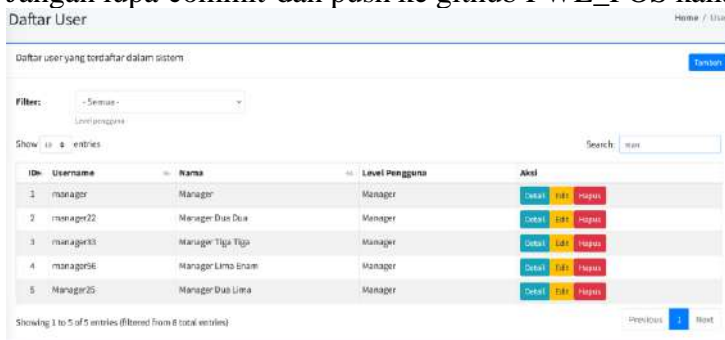 Jangan lupa commit dan push ke github PWL_POS kal
Daftar User
Home / User
Daftar user yang terdaftar dalam sistem
Tambah
Filter:
- Semua -
Level pengguna
Show 10 entries
Search: man
ID Username Nama Level Pengguna Aksi
1 manager Manager Manager Detail Edit Hapus
2 manager22 Manager Dua Dua Manager Detail Edit Hapus
3 manager33 Manager Tiga Tiga Manager Detail Edit Hapus
4 manager56 Manager Lima Enam Manager Detail Edit Hapus
5 Manager25 Manager Dua Lima Manager Detail Edit Hapus
Showing 1 to 5 of 5 entries (filtered from 8 total entries)
Previous 1 Next